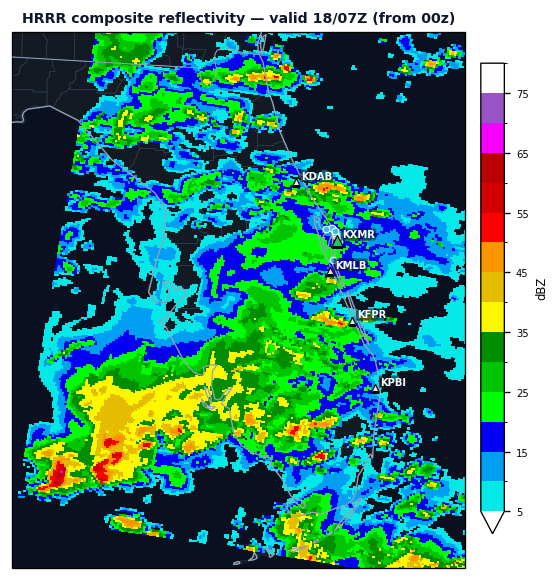 HRRR composite reflectivity — valid 18/07Z (from 00z)
KDAB
KXMR
KMLB
KFPR
KPBI
75
65
55
45
35
25
15
5
dBZ